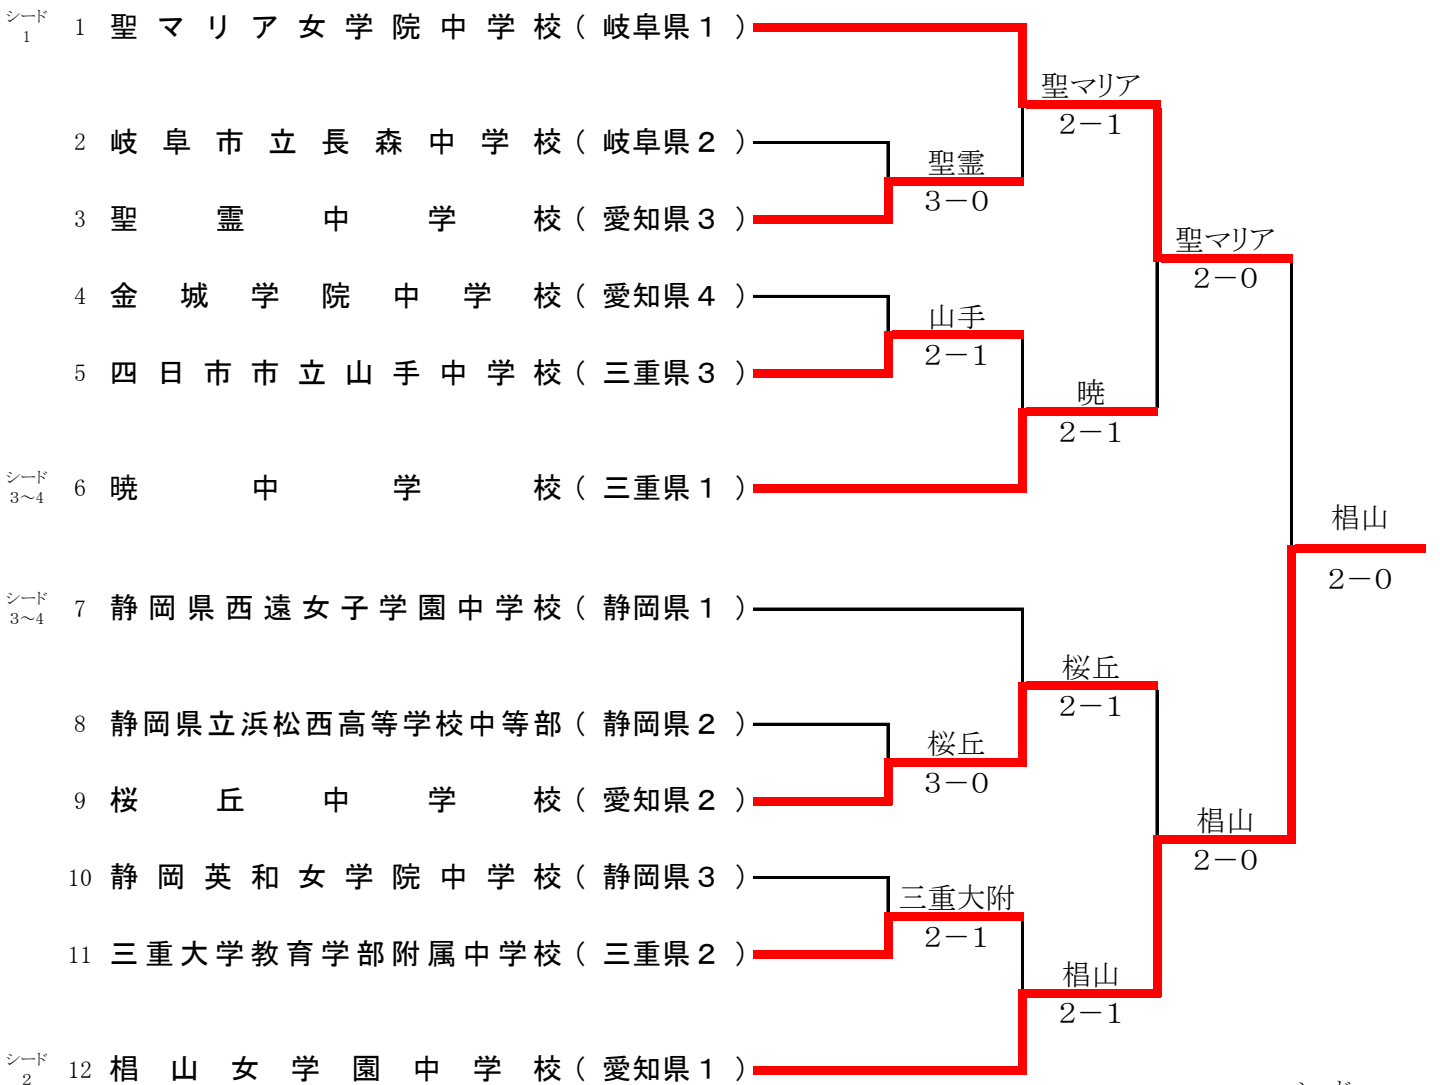 シード
1
1 聖マリア女学院中学校 ( 岐阜県1 )
聖マリア
2-1
2 岐阜市立長森中学校 ( 岐阜県2 )
聖霊
3-0
3 聖霊中学校 ( 愛知県3 )
聖マリア
2-0
4 金城学院中学校 ( 愛知県4 )
山手
2-1
5 四日市市立山手中学校 ( 三重県3 )
暁
2-1
シード
3~4
6 暁中学校 ( 三重県1 )
椙山
2-0
シード
3~4
7 静岡県西遠女子学園中学校 ( 静岡県1 )
桜丘
2-1
8 静岡県立浜松西高等学校中等部 ( 静岡県2 )
桜丘
3-0
9 桜丘中学校 ( 愛知県2 )
椙山
2-0
10 静岡英和女学院中学校 ( 静岡県3 )
三重大附
2-1
11 三重大学教育学部附属中学校 ( 三重県2 )
椙山
2-1
シード
2
12 椙山女学園中学校 ( 愛知県1 )